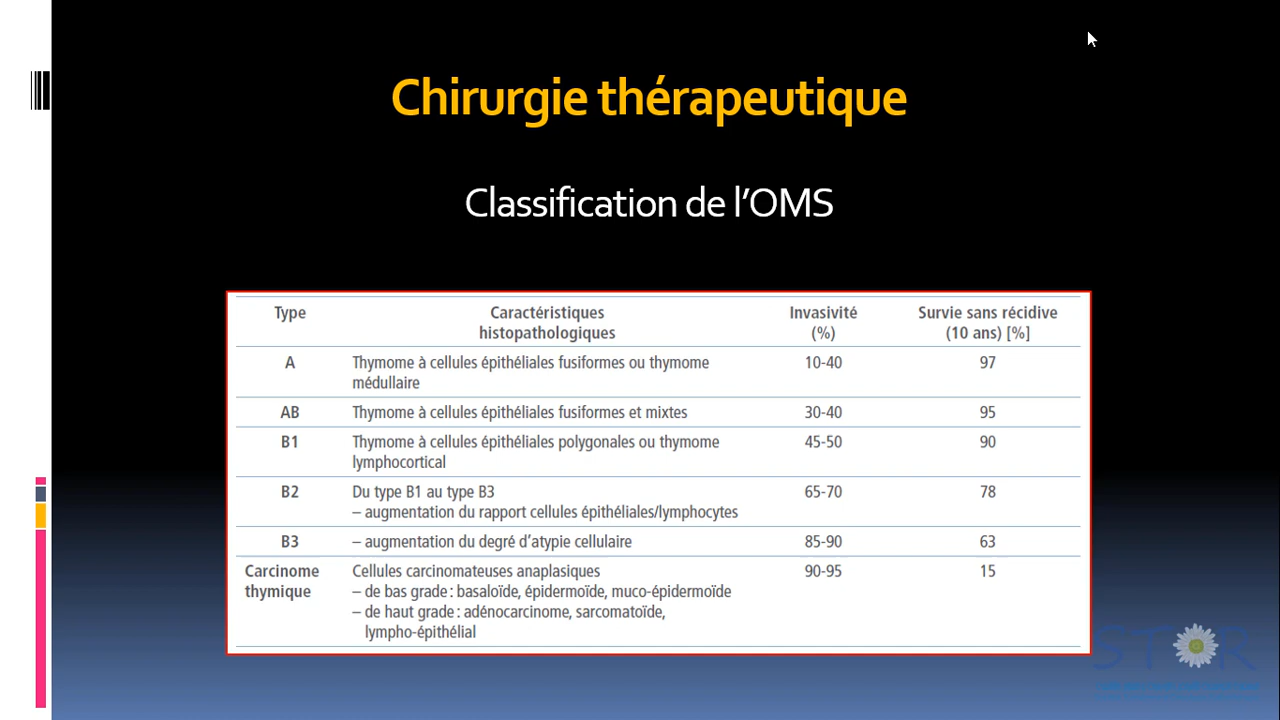 Chirurgie thérapeutique
Classification de l’OMS
Type Caractéristiques histopathologiques Invasivité (%) Survie sans récidive (10 ans) [%]
A Thymome à cellules épithéliales fusiformes ou thymome médullaire 10-40 97
AB Thymome à cellules épithéliales fusiformes et mixtes 30-40 95
B1 Thymome à cellules épithéliales polygonales ou thymome lymphocortical 45-50 90
B2 Du type B1 au type B3 65-70 78
– augmentation du rapport cellules épithéliales/lymphocytes
B3 – augmentation du degré d’atypie cellulaire 85-90 63
Carcinome thymique Cellules carcinomateuses anaplasiques 90-95 15
– de bas grade : basaloïde, épidermoïde, muco-épidermoïde
– de haut grade : adénocarcinome, sarcomatoïde,
lympho-épithélial